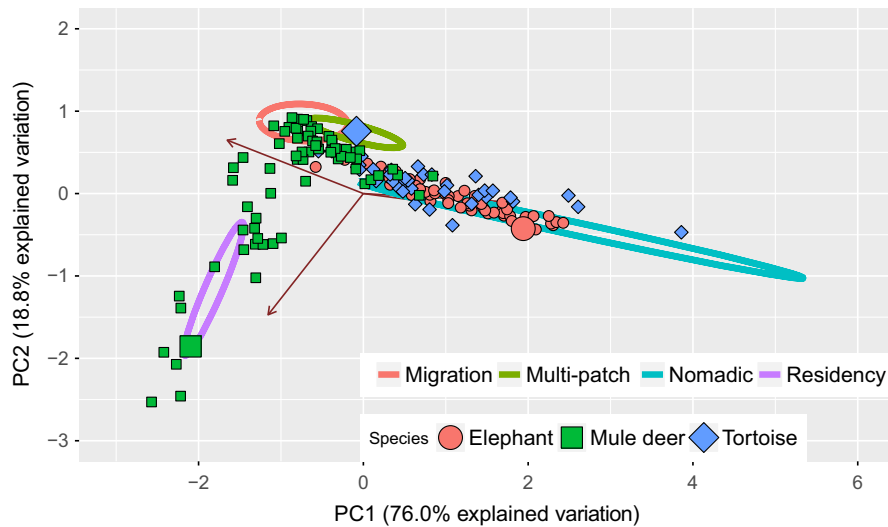 2
1
0
−1
−2
−3
PC2 (18.8% explained variation)
Migration Multi-patch Nomadic Residency
Species Elephant Mule deer Tortoise
−2 0 2 4 6
PC1 (76.0% explained variation)